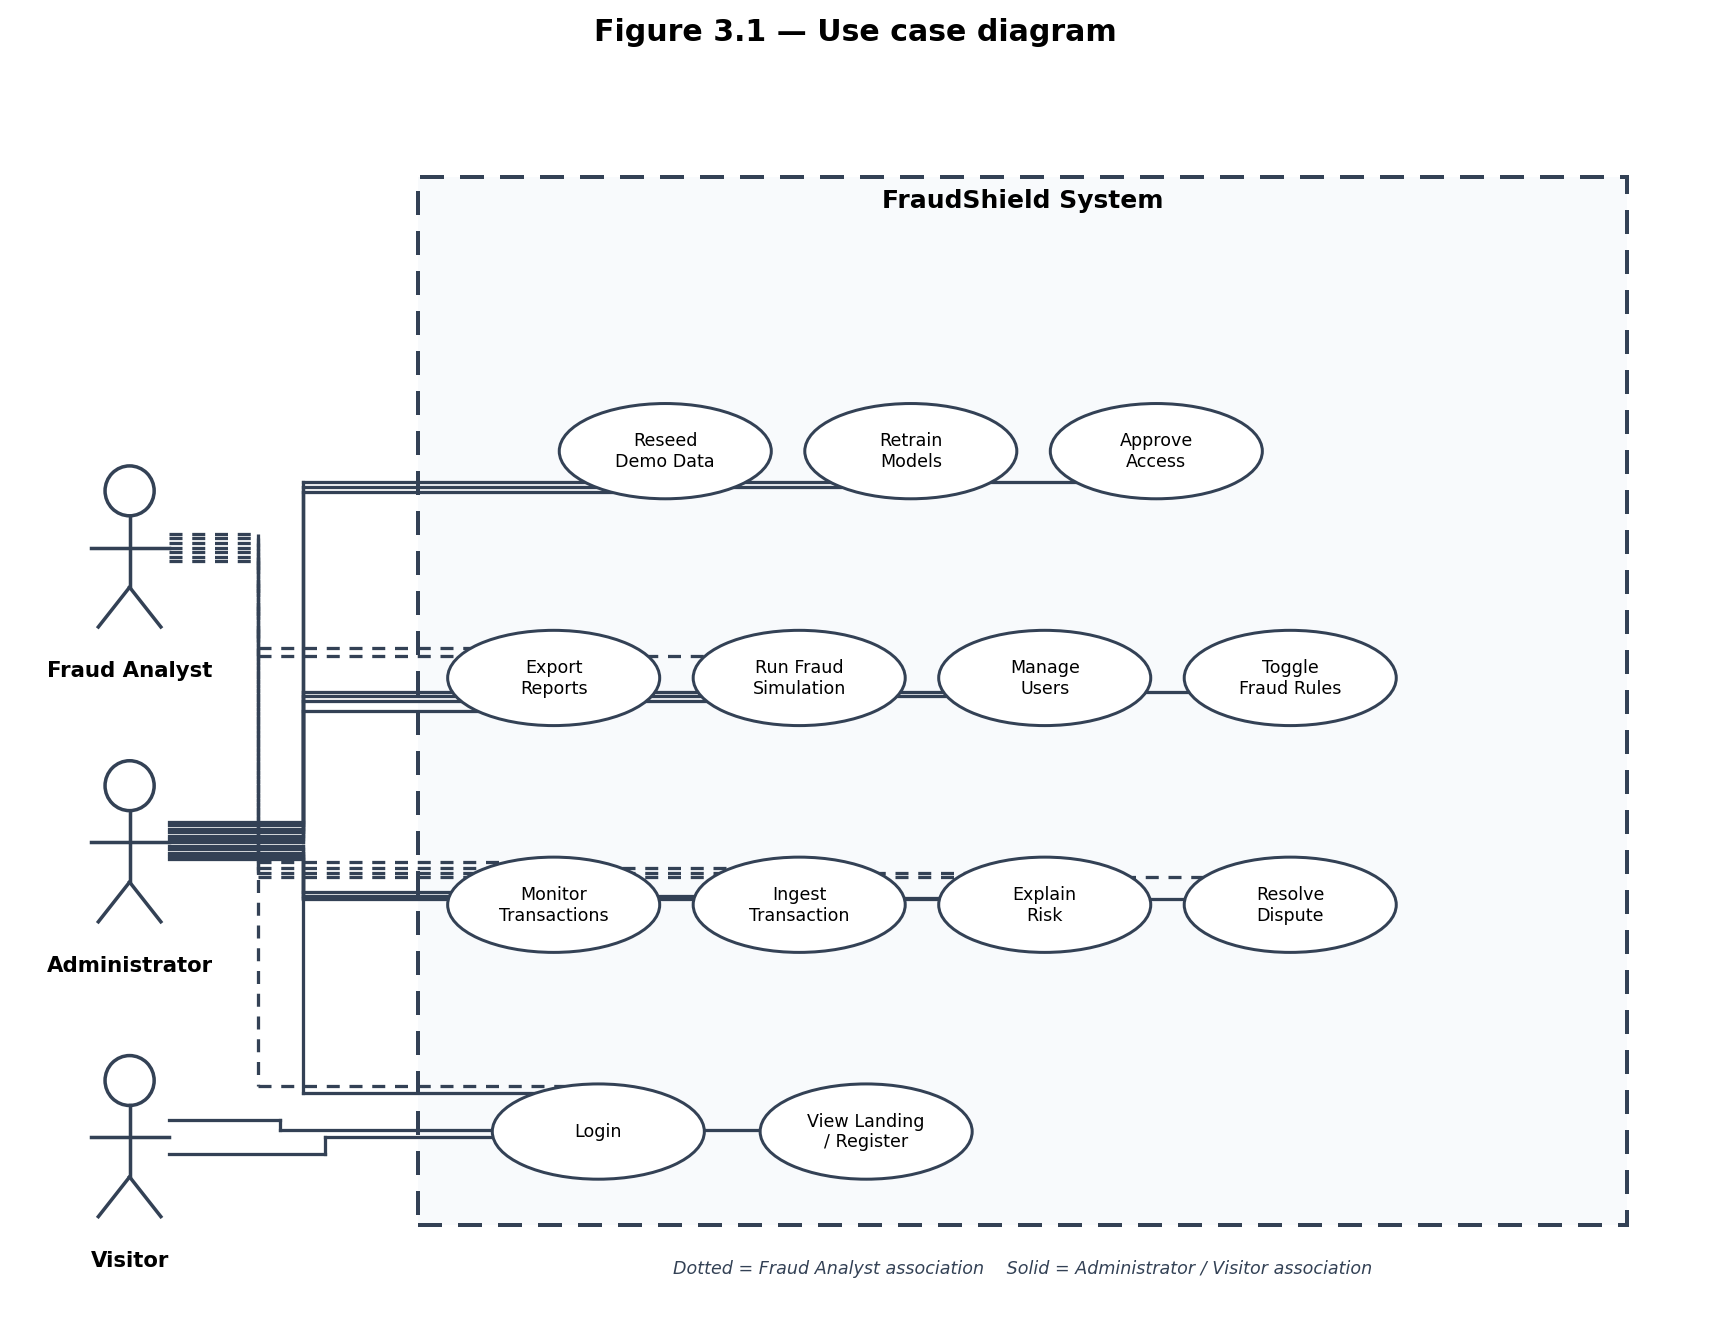 Figure 3.1 — Use case diagram
FraudShield System
Reseed
Demo Data
Retrain
Models
Approve
Access
Fraud Analyst
Export
Reports
Run Fraud
Simulation
Manage
Users
Toggle
Fraud Rules
Administrator
Monitor
Transactions
Ingest
Transaction
Explain
Risk
Resolve
Dispute
Visitor
Login
View Landing
/ Register
Dotted = Fraud Analyst association    Solid = Administrator / Visitor association